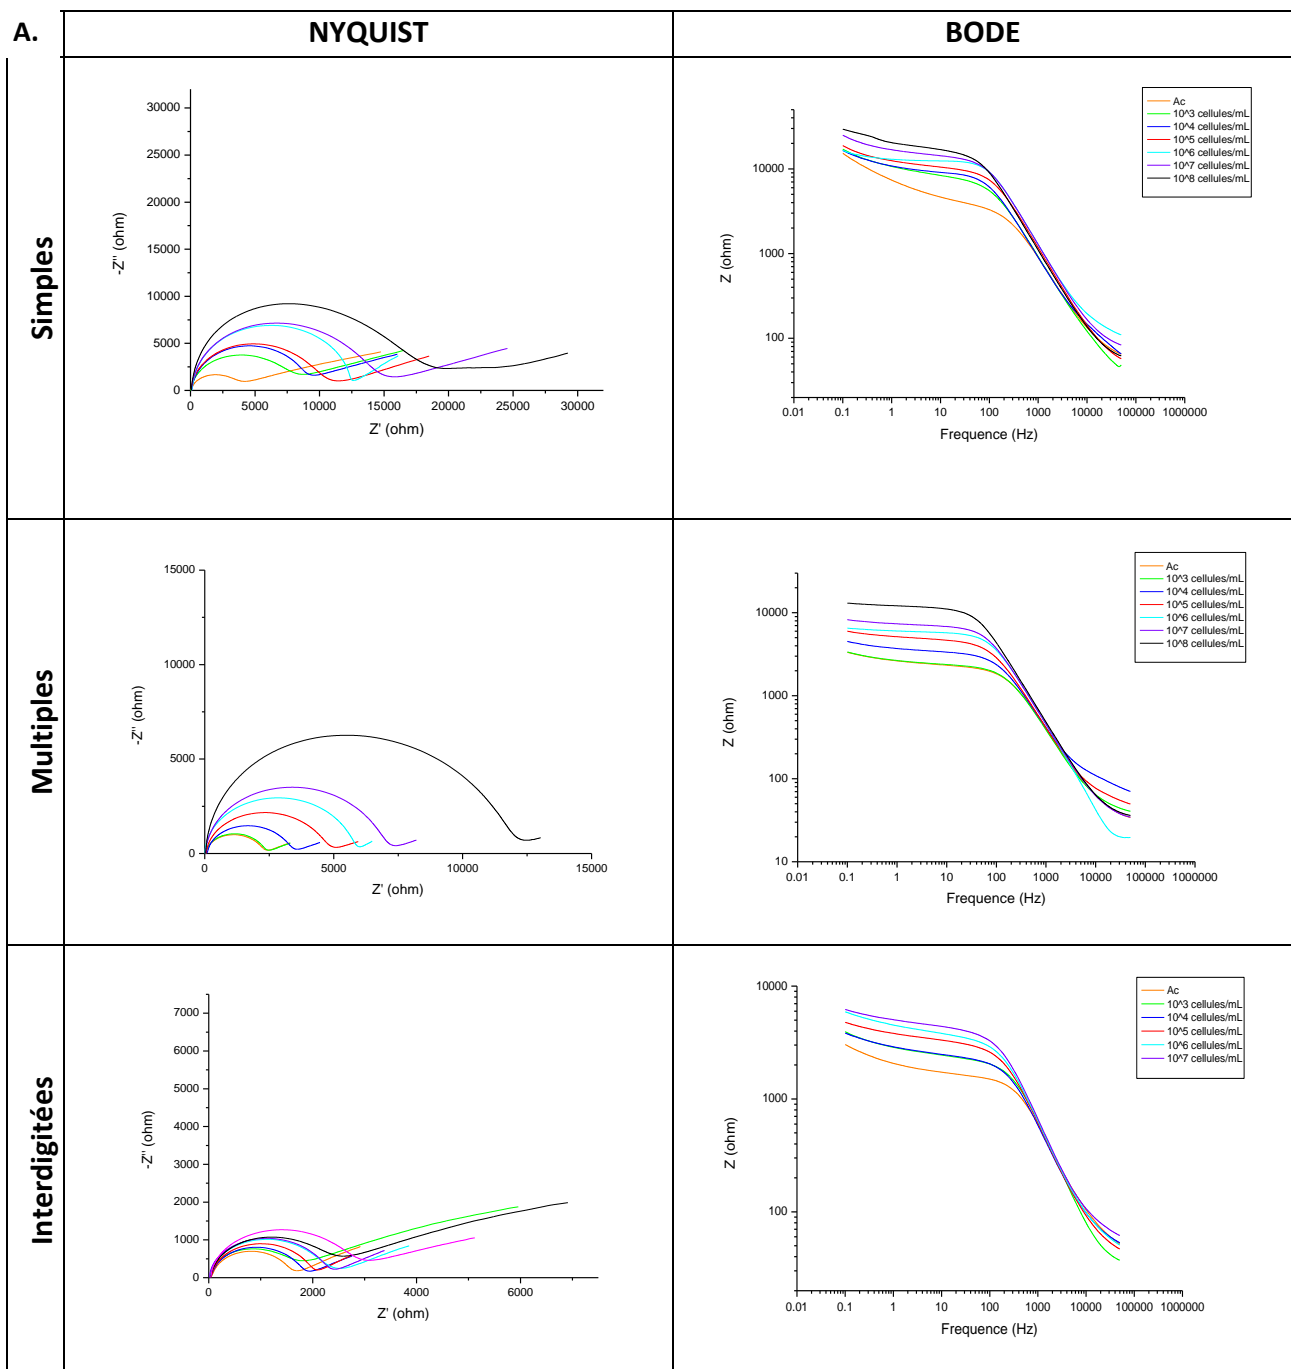 A.
NYQUIST
BODE
Simples
30000
25000
20000
15000
10000
5000
0
-Z'' (ohm)
0 5000 10000 15000 20000 25000 30000
Z' (ohm)
Ac
10^3 cellules/mL
10^4 cellules/mL
10^5 cellules/mL
10^6 cellules/mL
10^7 cellules/mL
10^8 cellules/mL
10000
1000
100
Z (ohm)
0.01 0.1 1 10 100 1000 10000 100000 1000000
Frequence (Hz)
Multiples
15000
10000
5000
0
-Z'' (ohm)
0 5000 10000 15000
Z' (ohm)
Ac
10^3 cellules/mL
10^4 cellules/mL
10^5 cellules/mL
10^6 cellules/mL
10^7 cellules/mL
10^8 cellules/mL
10000
1000
100
10
Z (ohm)
0.01 0.1 1 10 100 1000 10000 100000 1000000
Frequence (Hz)
Interdigitées
7000
6000
5000
4000
3000
2000
1000
0
-Z'' (ohm)
0 2000 4000 6000
Z' (ohm)
Ac
10^3 cellules/mL
10^4 cellules/mL
10^5 cellules/mL
10^6 cellules/mL
10^7 cellules/mL
10000
1000
100
Z (ohm)
0.01 0.1 1 10 100 1000 10000 100000 1000000
Frequence (Hz)